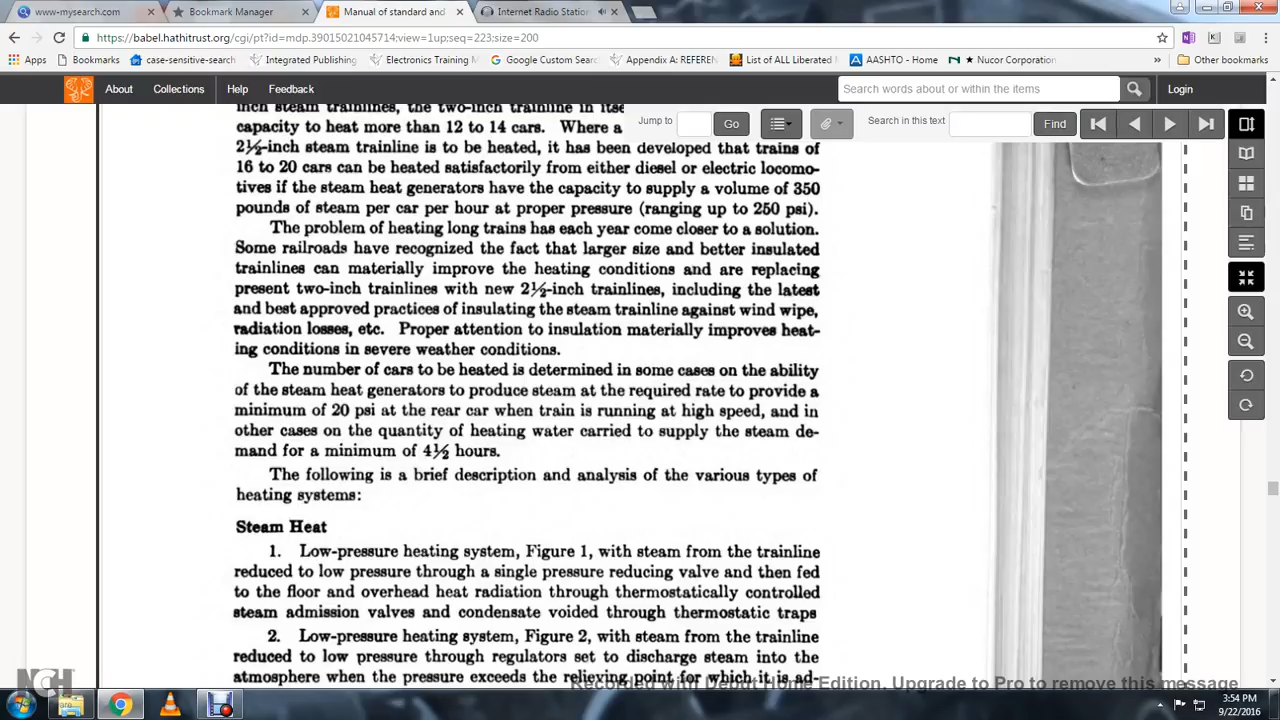 www-mysearch.com
Bookmark Manager
Manual of standard and
Internet Radio Station
https://babel.hathitrust.org/cgi/pt?id=mdp.39015021045714;view=1up;seq=223;size=200
Apps
Bookmarks
case-sensitive-search
Integrated Publishing
Electronics Training M
Google Custom Searc
Appendix A: REFEREN
List of ALL Liberated M
AASHTO - Home
N ★ Nucor Corporation
»
Other bookmarks
About
Collections
Help
Feedback
Search words about or within the items
Login
Jump to
Go
Search in this text
Find
inch steam trainlines, the two-inch trainline in itse
capacity to heat more than 12 to 14 cars. Where a
2½-inch steam trainline is to be heated, it has been developed that trains of
16 to 20 cars can be heated satisfactorily from either diesel or electric locomo-
tives if the steam heat generators have the capacity to supply a volume of 350
pounds of steam per car per hour at proper pressure (ranging up to 250 psi).
The problem of heating long trains has each year come closer to a solution.
Some railroads have recognized the fact that larger size and better insulated
trainlines can materially improve the heating conditions and are replacing
present two-inch trainlines with new 2½-inch trainlines, including the latest
and best approved practices of insulating the steam trainline against wind wipe,
radiation losses, etc. Proper attention to insulation materially improves heat-
ing conditions in severe weather conditions.
The number of cars to be heated is determined in some cases on the ability
of the steam heat generators to produce steam at the required rate to provide a
minimum of 20 psi at the rear car when train is running at high speed, and in
other cases on the quantity of heating water carried to supply the steam de-
mand for a minimum of 4½ hours.
The following is a brief description and analysis of the various types of
heating systems:
Steam Heat
1. Low-pressure heating system, Figure 1, with steam from the trainline
reduced to low pressure through a single pressure reducing valve and then fed
to the floor and overhead heat radiation through thermostatically controlled
steam admission valves and condensate voided through thermostatic traps
2. Low-pressure heating system, Figure 2, with steam from the trainline
reduced to low pressure through regulators set to discharge steam into the
atmosphere when the pressure exceeds the relieving point for which it is ad-
NCH
Recorded with Debut Home Edition. Upgrade to Pro to remove this message
3:54 PM
9/22/2016